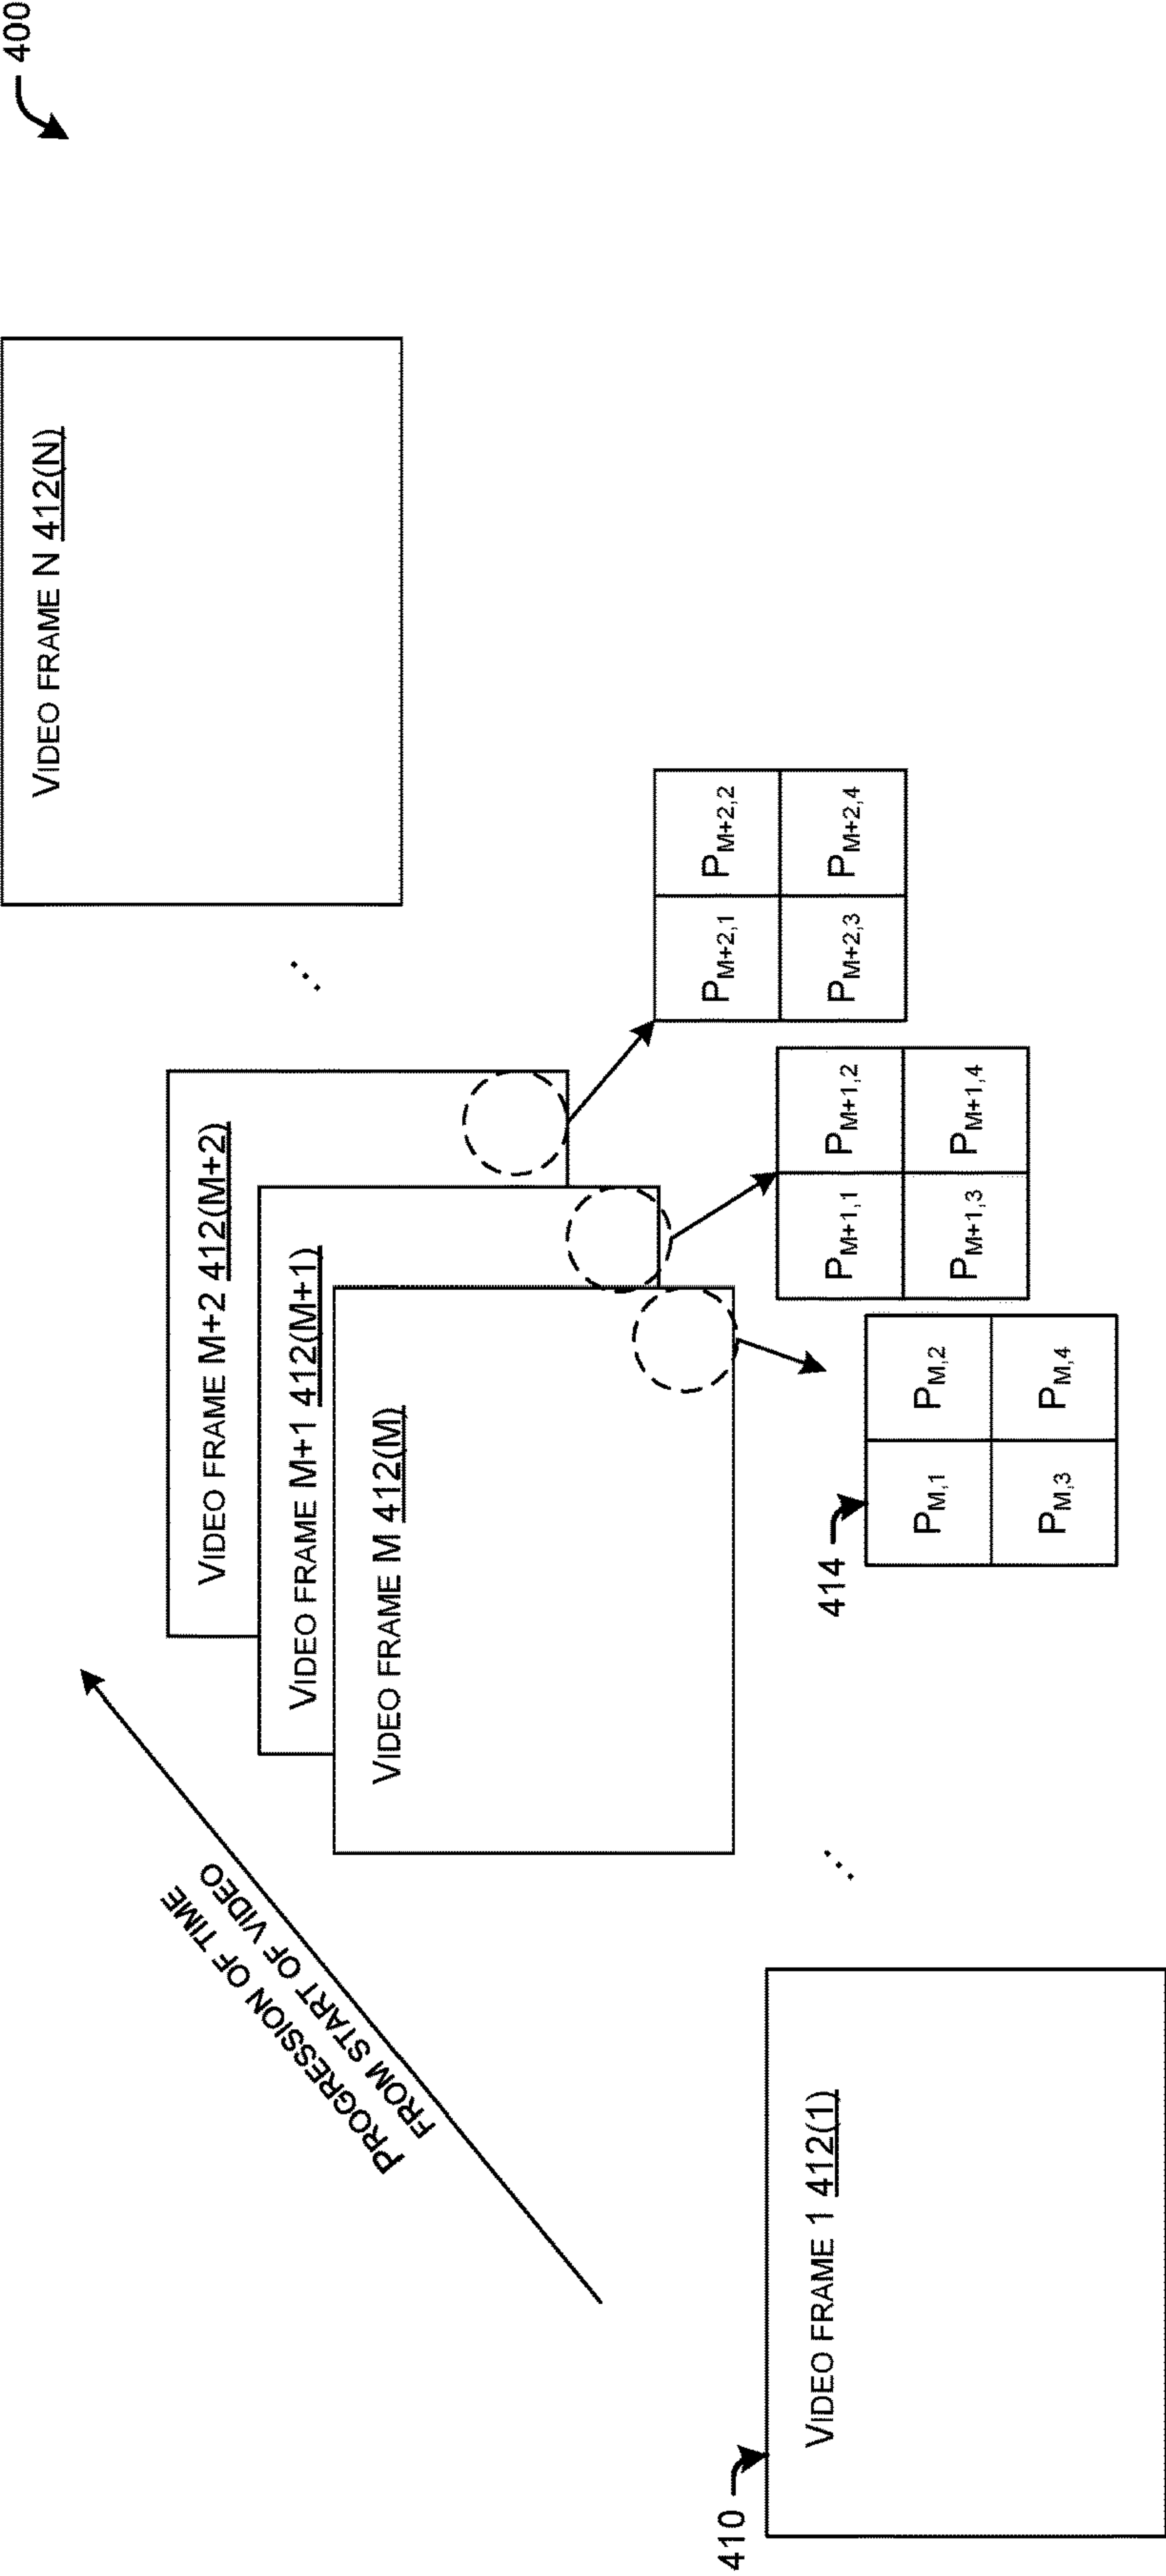 400
VIDEO FRAME N 412(N)
...
VIDEO FRAME M+2 412(M+2)
VIDEO FRAME M+1 412(M+1)
VIDEO FRAME M 412(M)
PROGRESSION OF TIME
FROM START OF VIDEO
PM+2,1 PM+2,2
PM+2,3 PM+2,4
PM+1,1 PM+1,2
PM+1,3 PM+1,4
414
PM,1 PM,2
PM,3 PM,4
...
410
VIDEO FRAME 1 412(1)